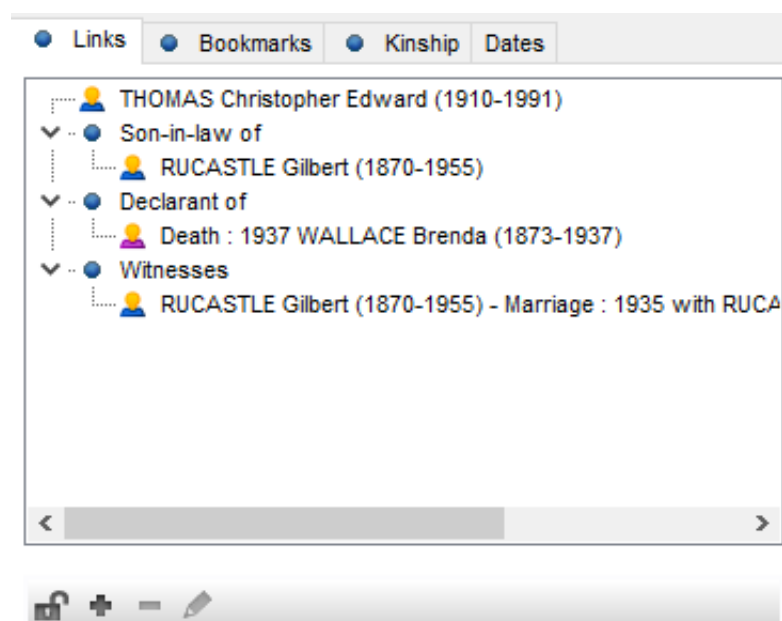 Links Bookmarks Kinship Dates
THOMAS Christopher Edward (1910-1991)
Son-in-law of
RUCASTLE Gilbert (1870-1955)
Declarant of
Death : 1937 WALLACE Brenda (1873-1937)
Witnesses
RUCASTLE Gilbert (1870-1955) - Marriage : 1935 with RUCA